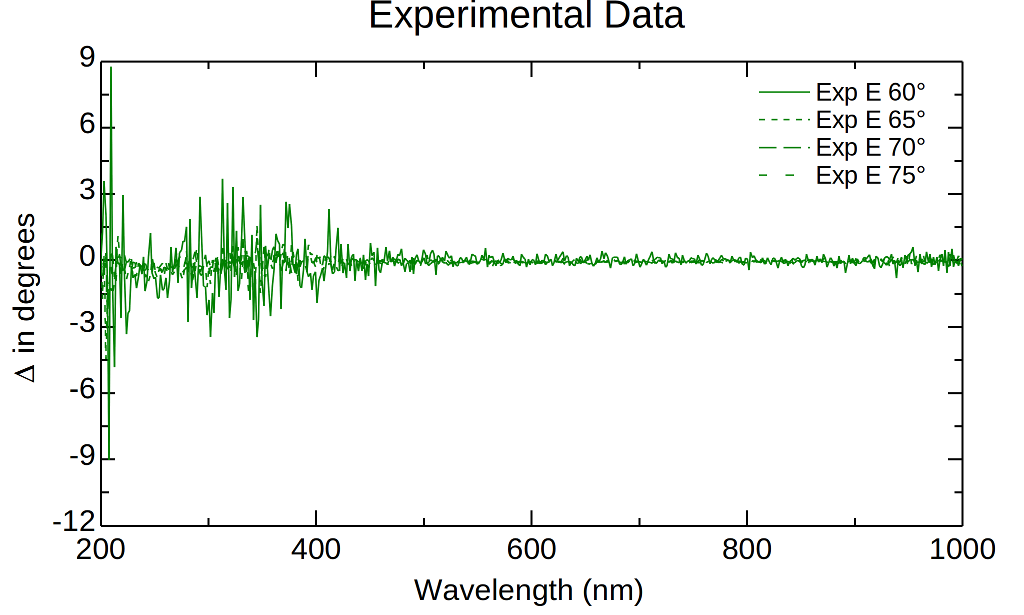 Experimental Data
9
6
3
0
-3
-6
-9
-12
Δ in degrees
Exp E 60°
Exp E 65°
Exp E 70°
Exp E 75°
200 400 600 800 1000
Wavelength (nm)